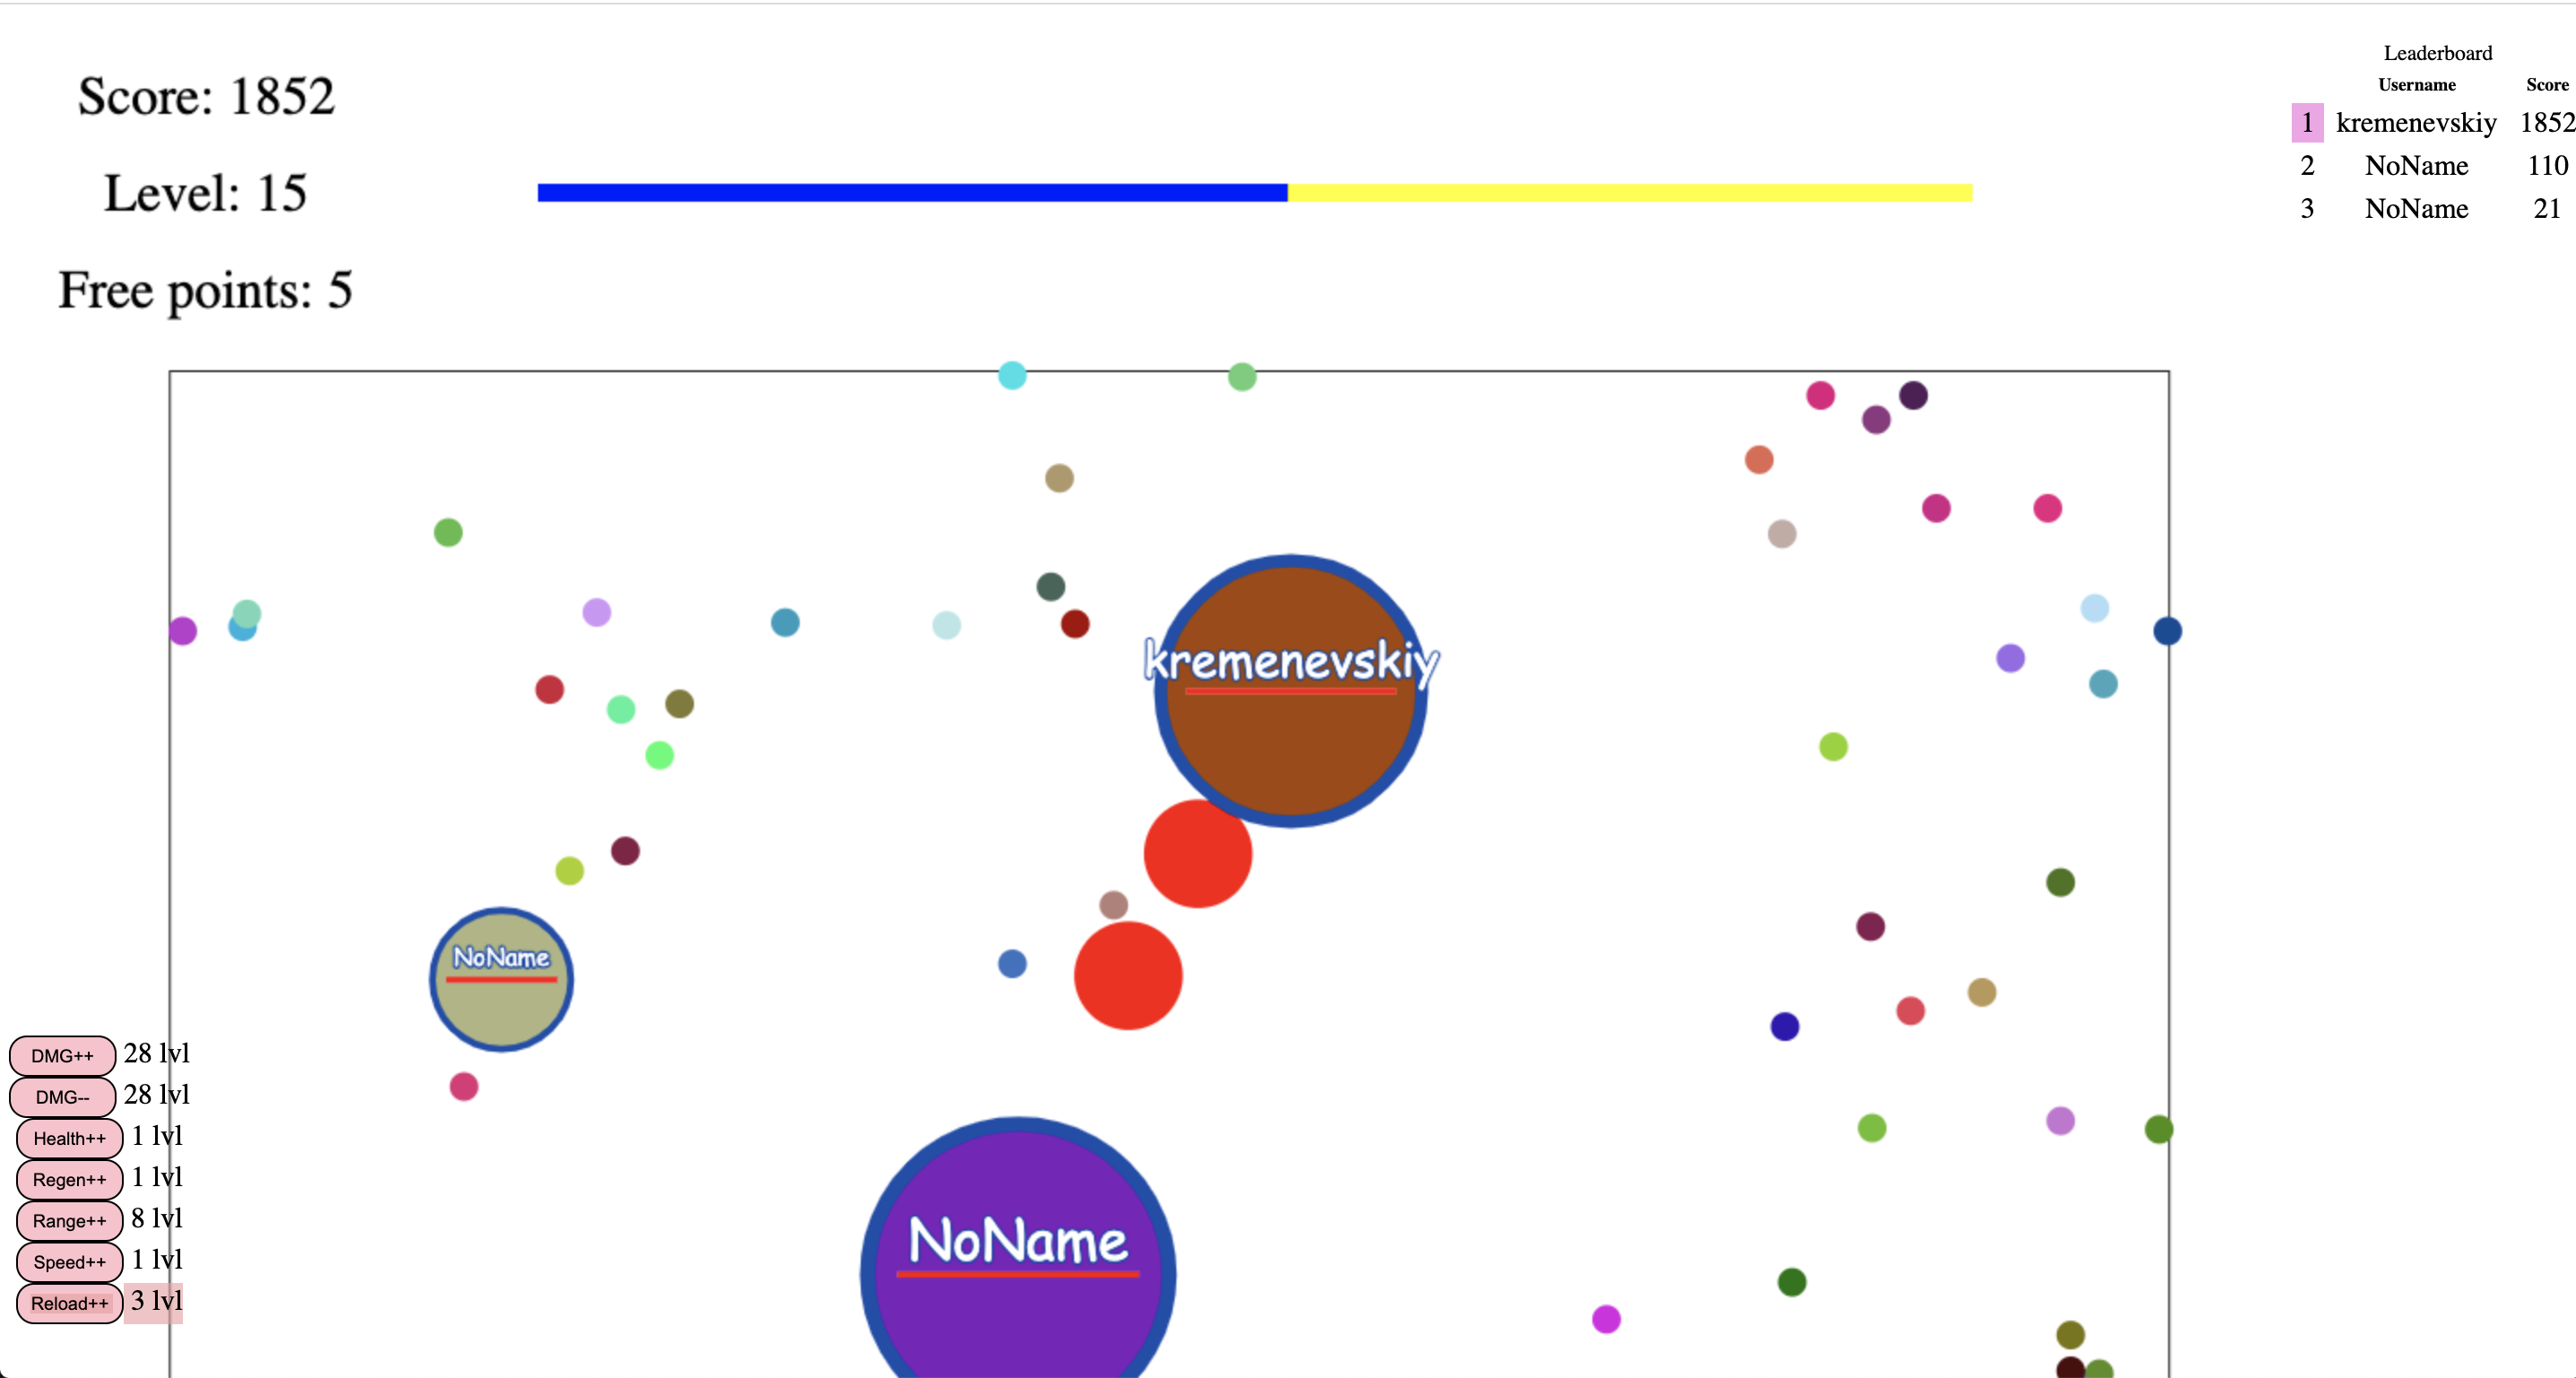 Score: 1852
Level: 15
Free points: 5
Leaderboard
Username Score
1 kremenevskiy 1852
2 NoName 110
3 NoName 21
kremenevskiy
NoName
NoName
DMG++ 28 lvl
DMG-- 28 lvl
Health++ 1 lvl
Regen++ 1 lvl
Range++ 8 lvl
Speed++ 1 lvl
Reload++ 3 lvl